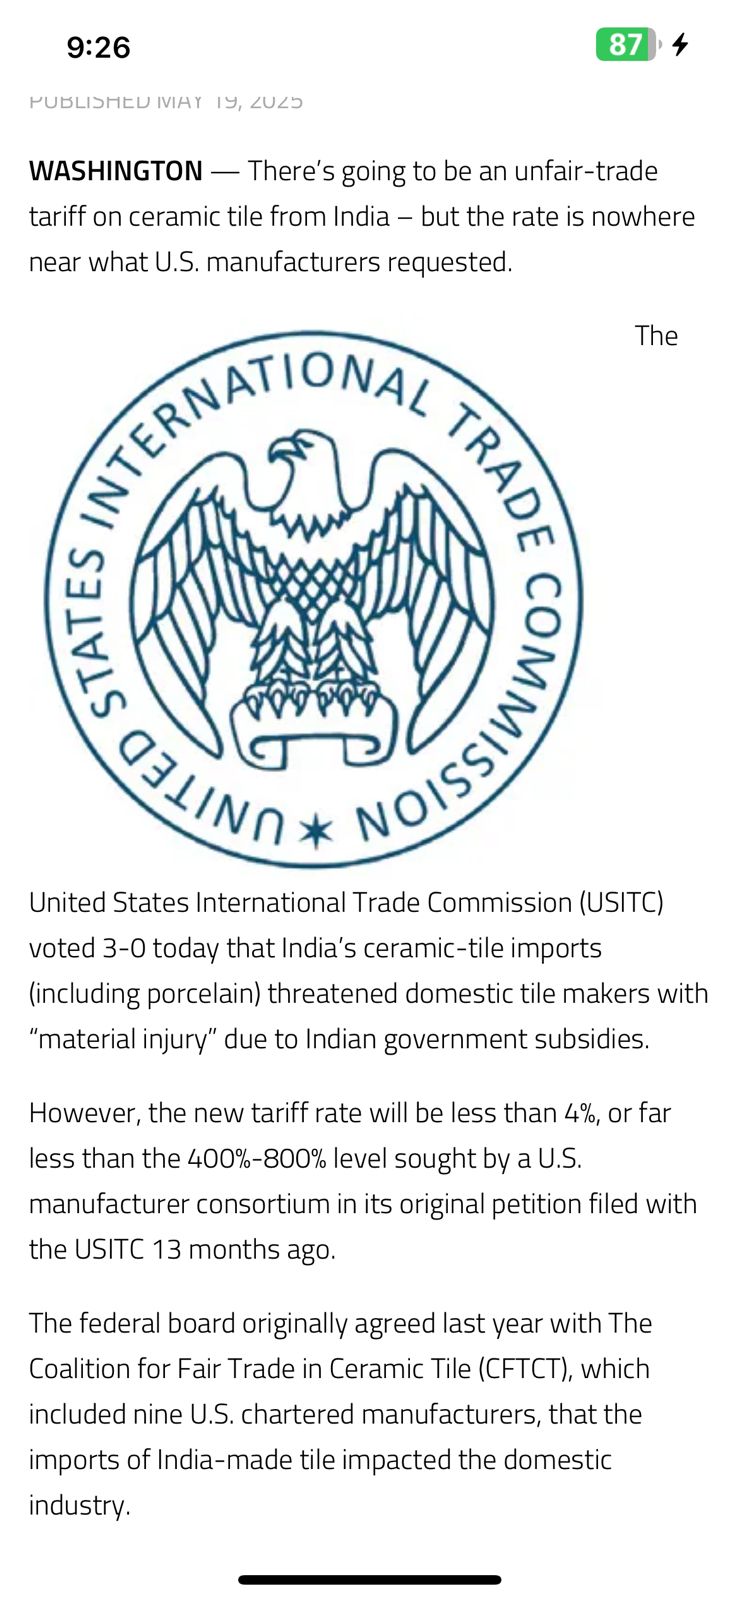 9:26
87
PUBLISHED MAY 19, 2025
WASHINGTON — There’s going to be an unfair-trade
tariff on ceramic tile from India – but the rate is nowhere
near what U.S. manufacturers requested.
The
UNITED STATES INTERNATIONAL TRADE COMMISSION
United States International Trade Commission (USITC)
voted 3-0 today that India’s ceramic-tile imports
(including porcelain) threatened domestic tile makers with
“material injury” due to Indian government subsidies.
However, the new tariff rate will be less than 4%, or far
less than the 400%-800% level sought by a U.S.
manufacturer consortium in its original petition filed with
the USITC 13 months ago.
The federal board originally agreed last year with The
Coalition for Fair Trade in Ceramic Tile (CFTCT), which
included nine U.S. chartered manufacturers, that the
imports of India-made tile impacted the domestic
industry.